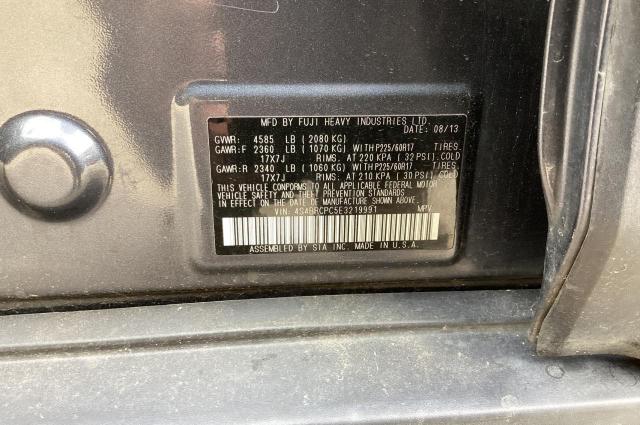 MFD BY FUJI HEAVY INDUSTRIES LTD.
DATE: 08/13
GVWR: 4585 LB ( 2080 KG)
GAWR:F 2360 LB ( 1070 KG) WITH P225/60R17 TIRES.
17X7J RIMS. AT 220 KPA ( 32 PSI). COLD
GAWR:R 2340 LB ( 1060 KG) WITH P225/60R17 TIRES.
17X7J RIMS. AT 210 KPA ( 30 PSI). COLD
THIS VEHICLE CONFORMS TO ALL APPLICABLE FEDERAL MOTOR
VEHICLE SAFETY, BUMPER, AND THEFT PREVENTION STANDARDS
IN EFFECT ON THE DATE OF MANUFACTURE SHOWN ABOVE.
VIN: 4S4BRCPC5E3219991 MPV
ASSEMBLED BY SIA INC. MADE IN U.S.A.